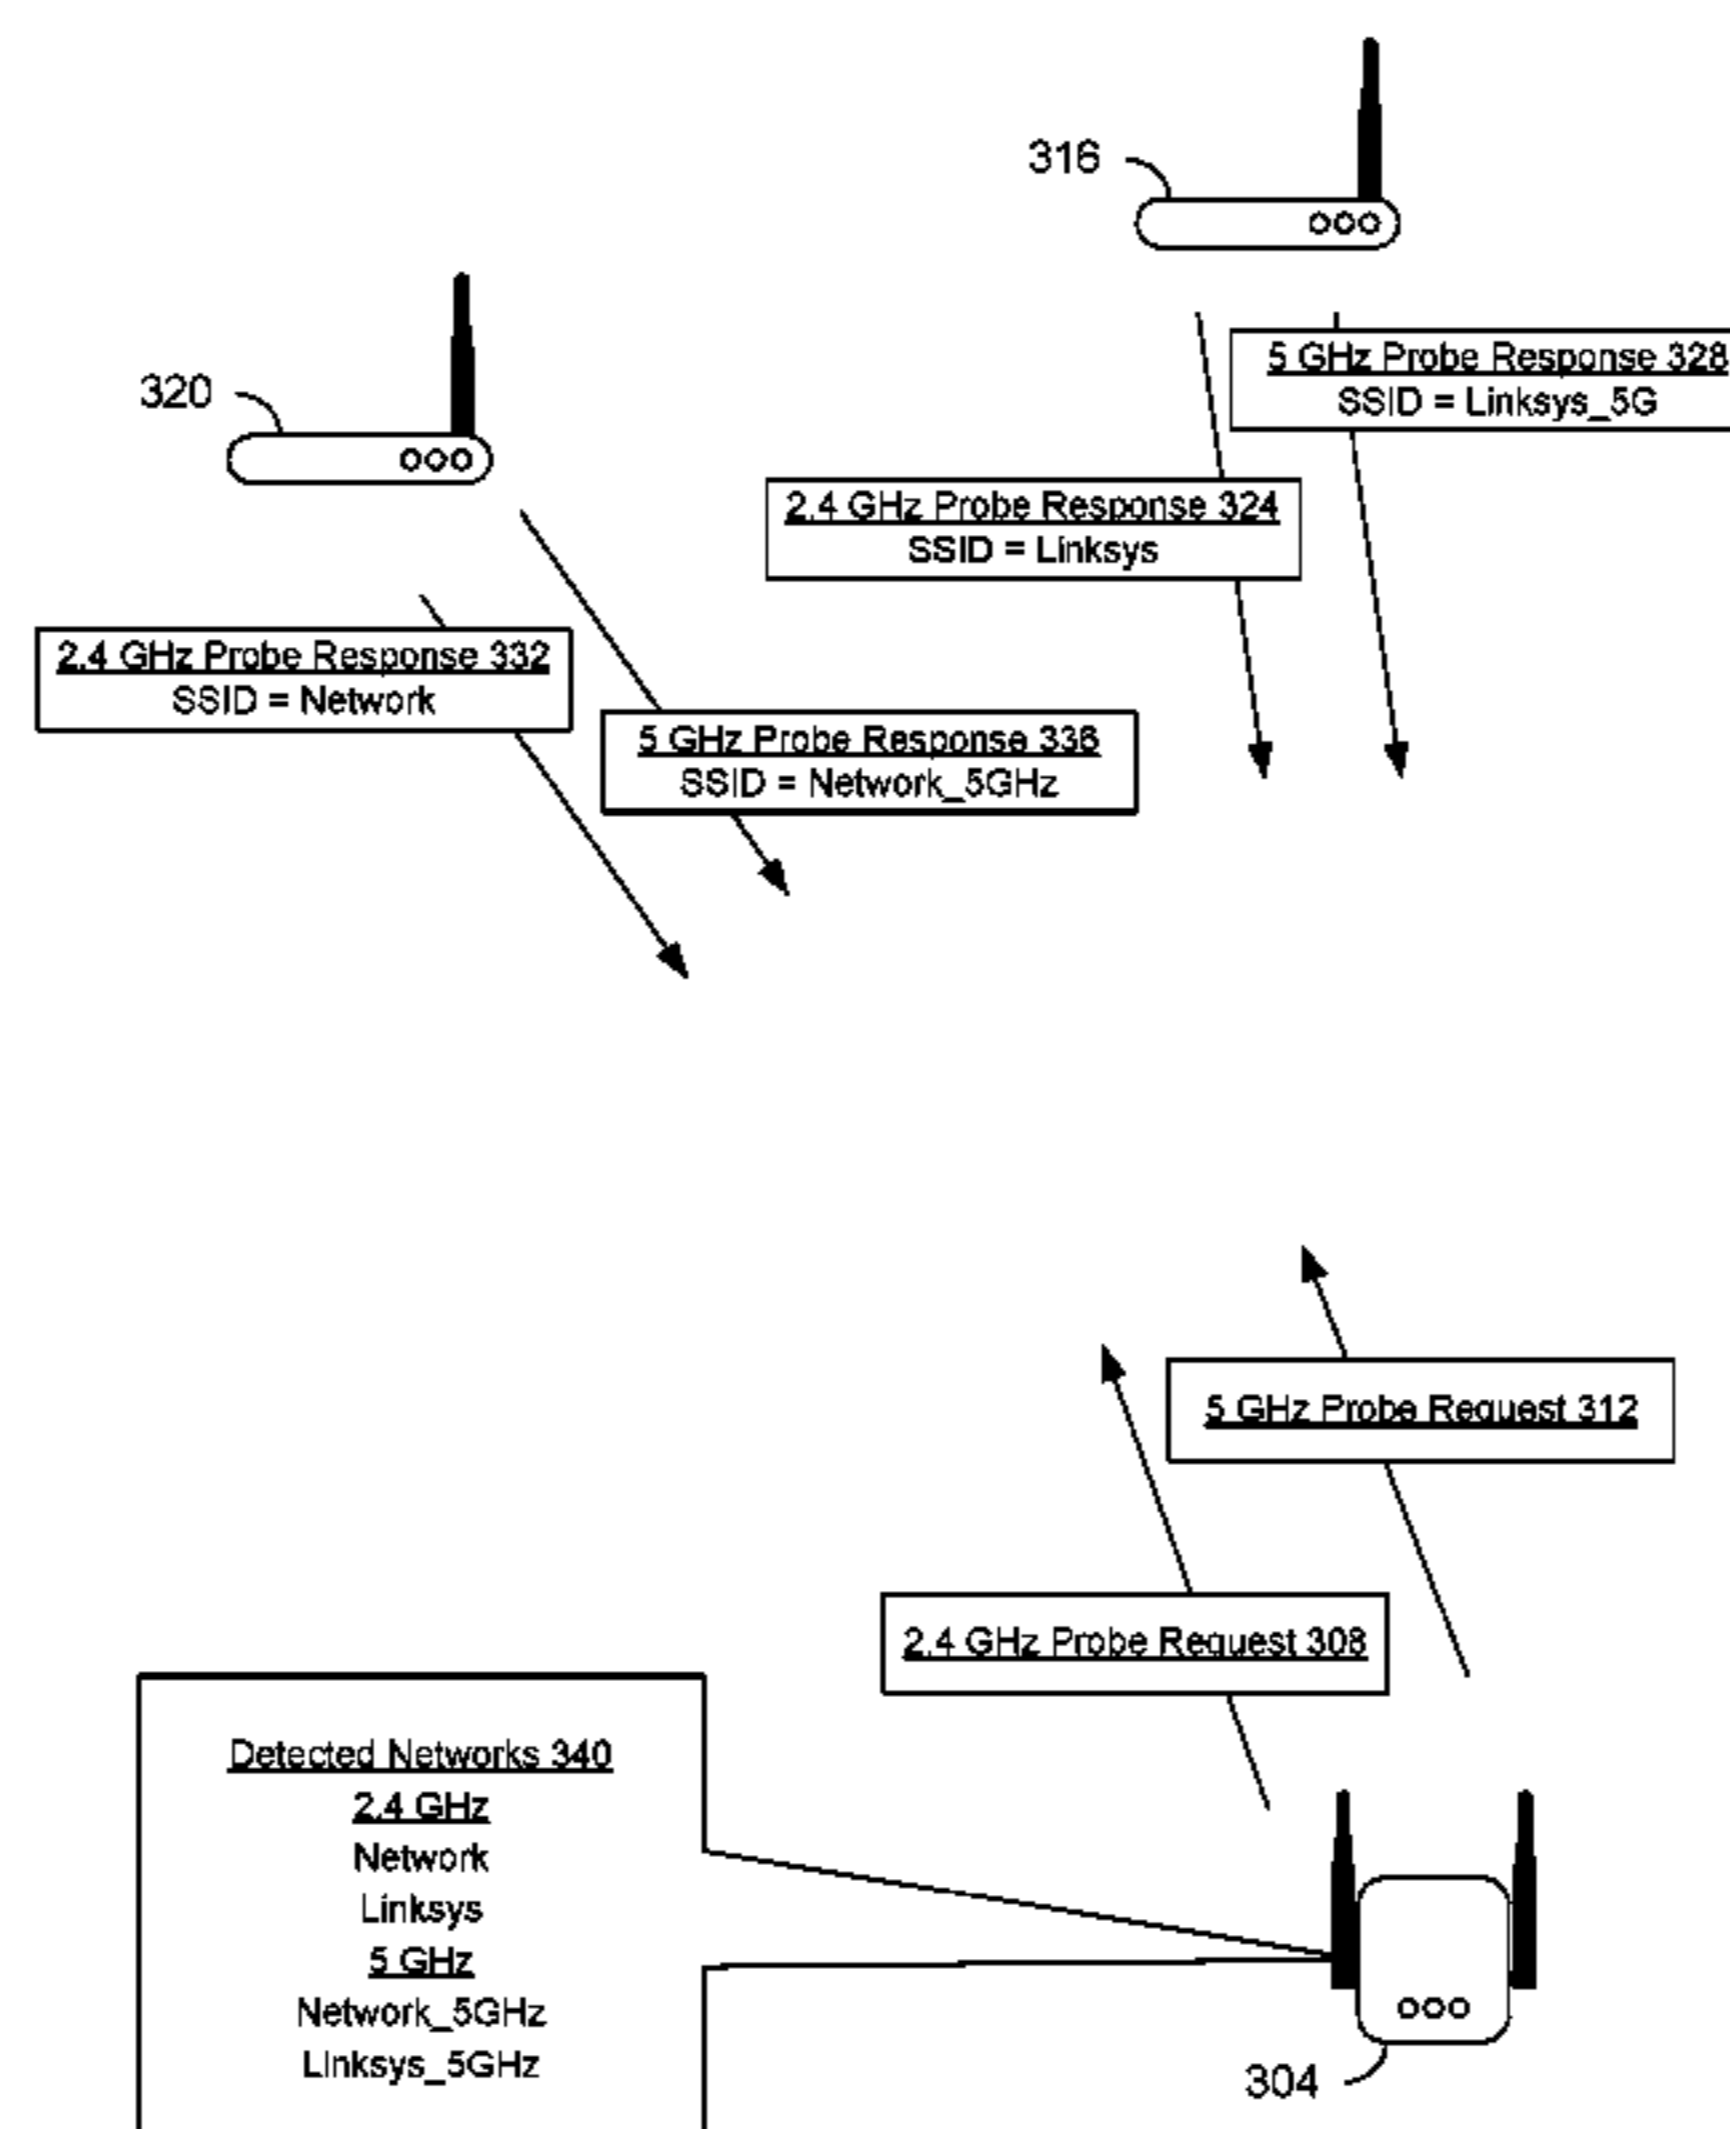 316
5 GHz Probe Response 328
SSID = Linksys_5G
320
2.4 GHz Probe Response 324
SSID = Linksys
2.4 GHz Probe Response 332
SSID = Network
5 GHz Probe Response 336
SSID = Network_5GHz
5 GHz Probe Request 312
2.4 GHz Probe Request 308
Detected Networks 340
2.4 GHz
Network
Linksys
5 GHz
Network_5GHz
Linksys_5GHz
304